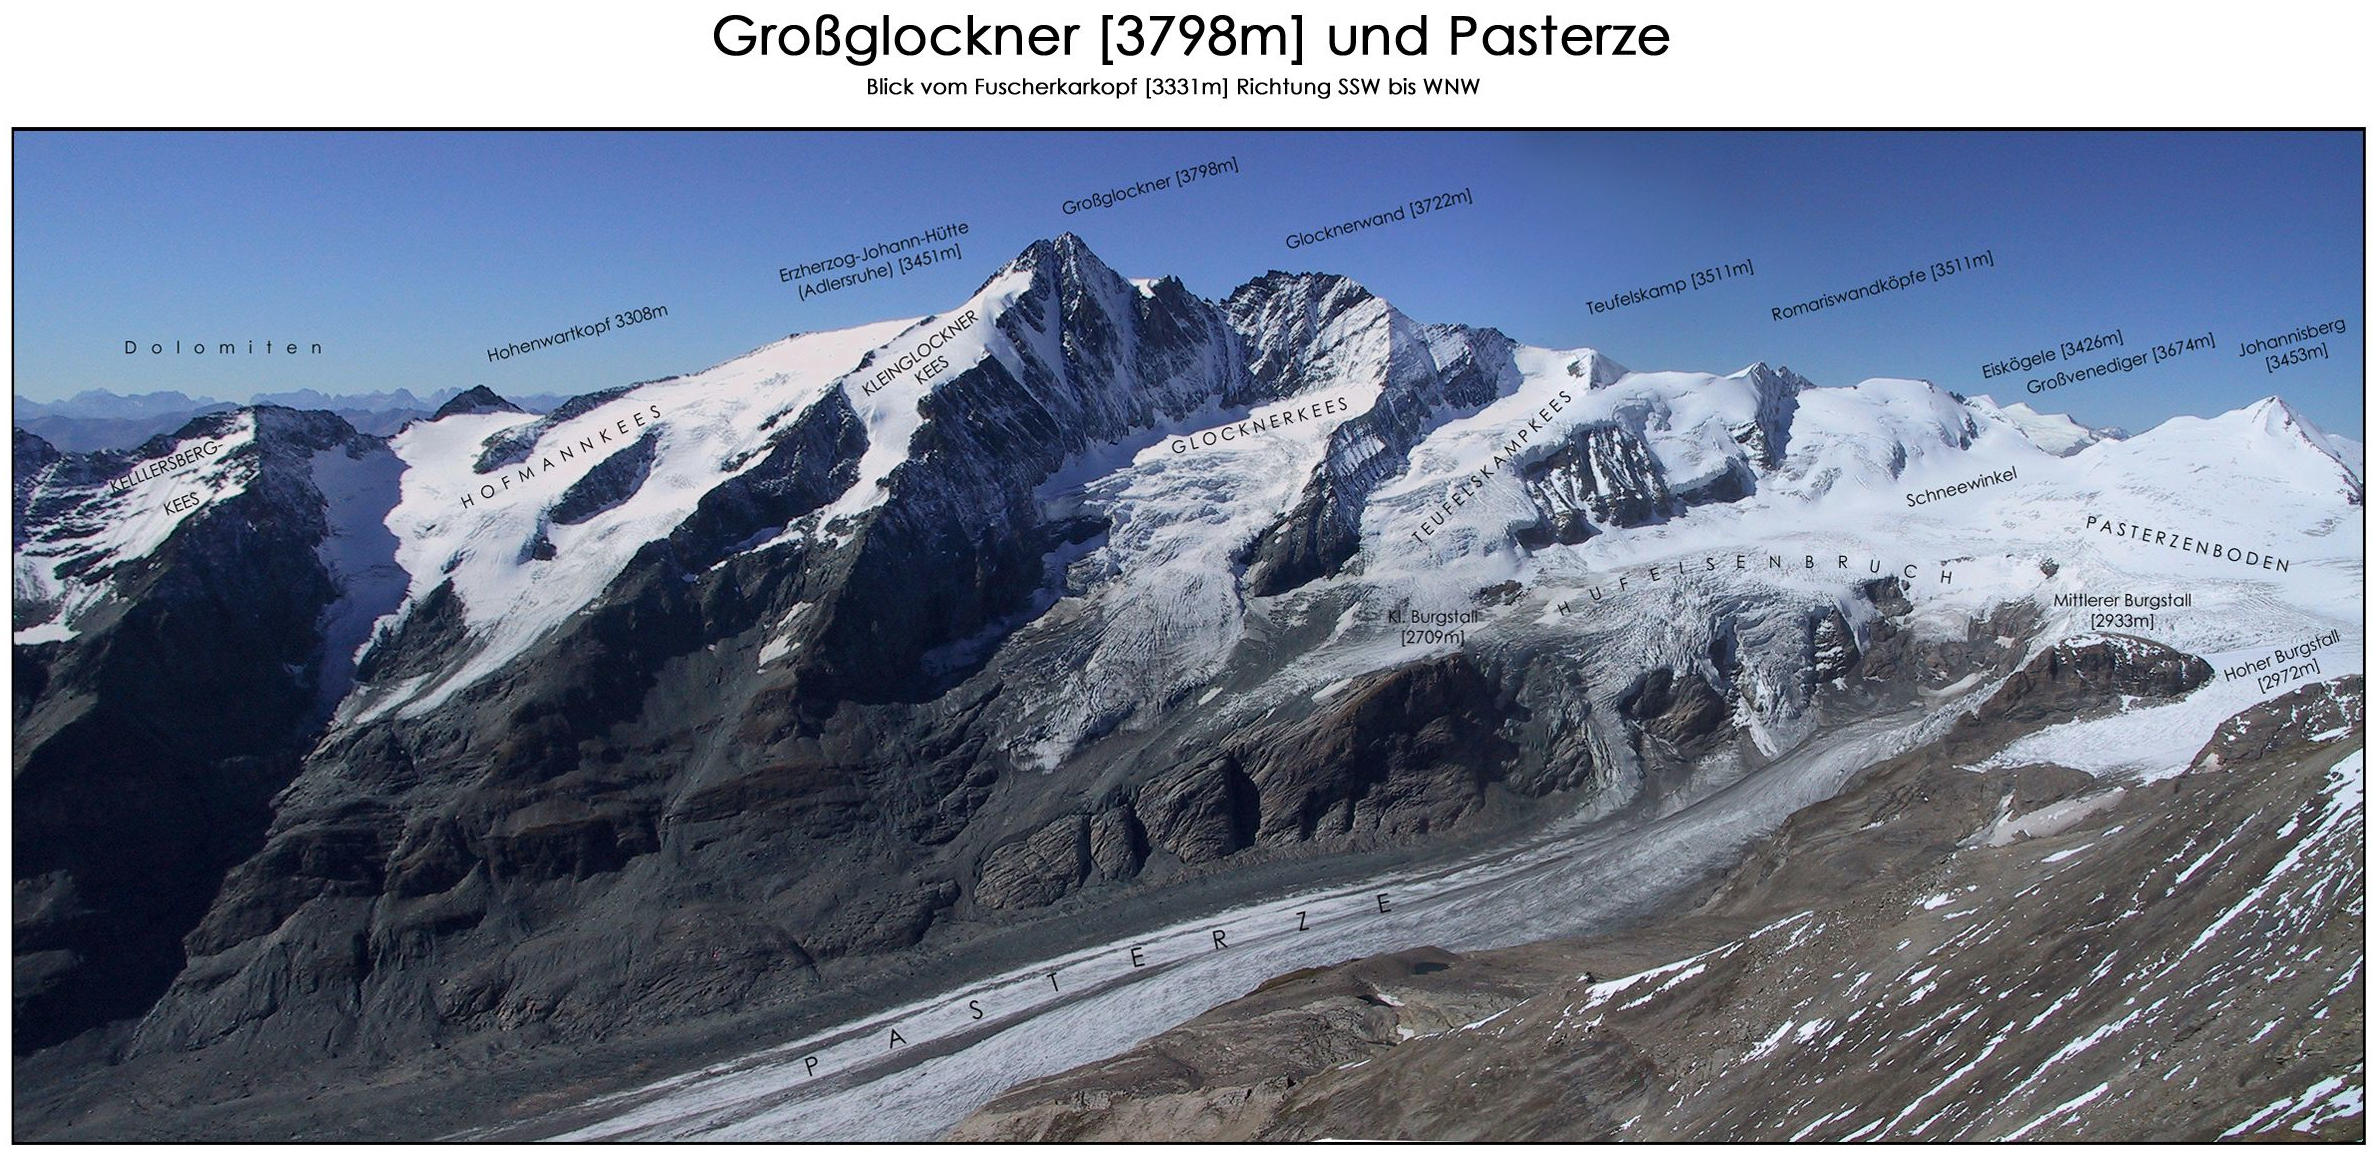 Großglockner [3798m] und Pasterze
Blick vom Fuscherkarkopf [3331m] Richtung SSW bis WNW
Dolomiten
Hohenwartkopf 3308m
Erzherzog-Johann-Hütte
(Adlersruhe) [3451m]
Großglockner [3798m]
Glocknerwand [3722m]
Teufelskamp [3511m]
Romariswandköpfe [3511m]
Eiskögele [3426m]
Großvenediger [3674m]
Johannisberg
[3453m]
KELLLERSBERG-
KEES
HOFMANNKEES
KLEINGLOCKNER
KEES
GLOCKNERKEES
TEUFELSKAMPKEES
Schneewinkel
PASTERZENBODEN
HUFEISENBRUCH
Kl. Burgstall
[2709m]
Mittlerer Burgstall
[2933m]
Hoher Burgstall
[2972m]
PASTERZE